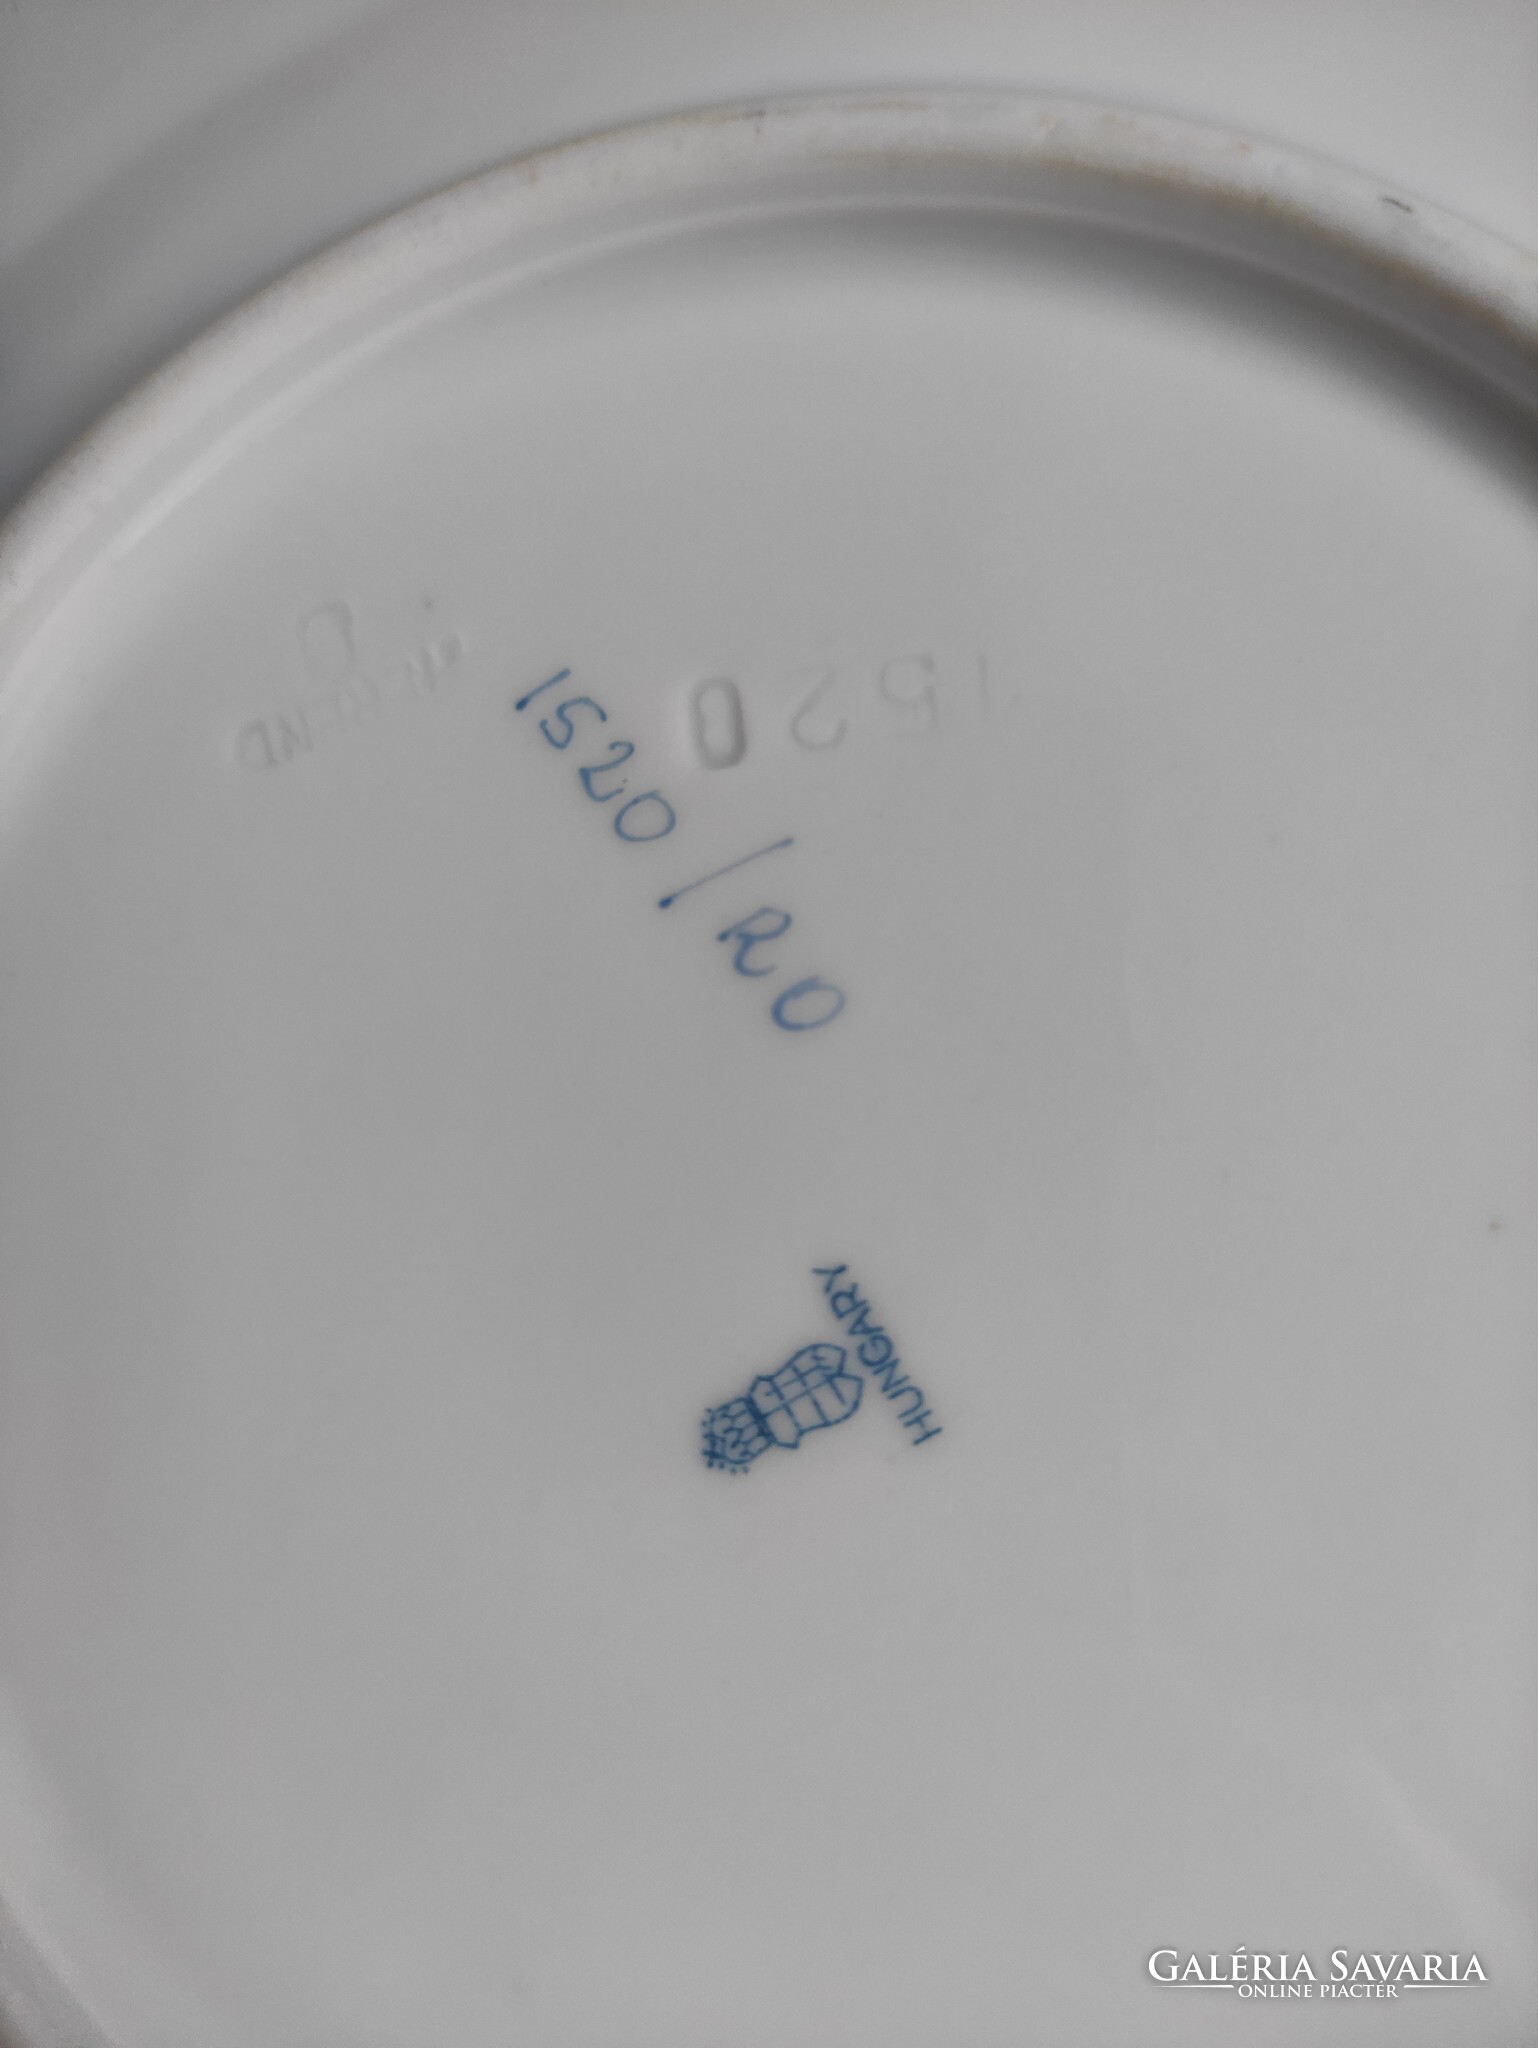 1520
1520/RO
HUNGARY
GALÉRIA SAVARIA
ONLINE PIACTÉR